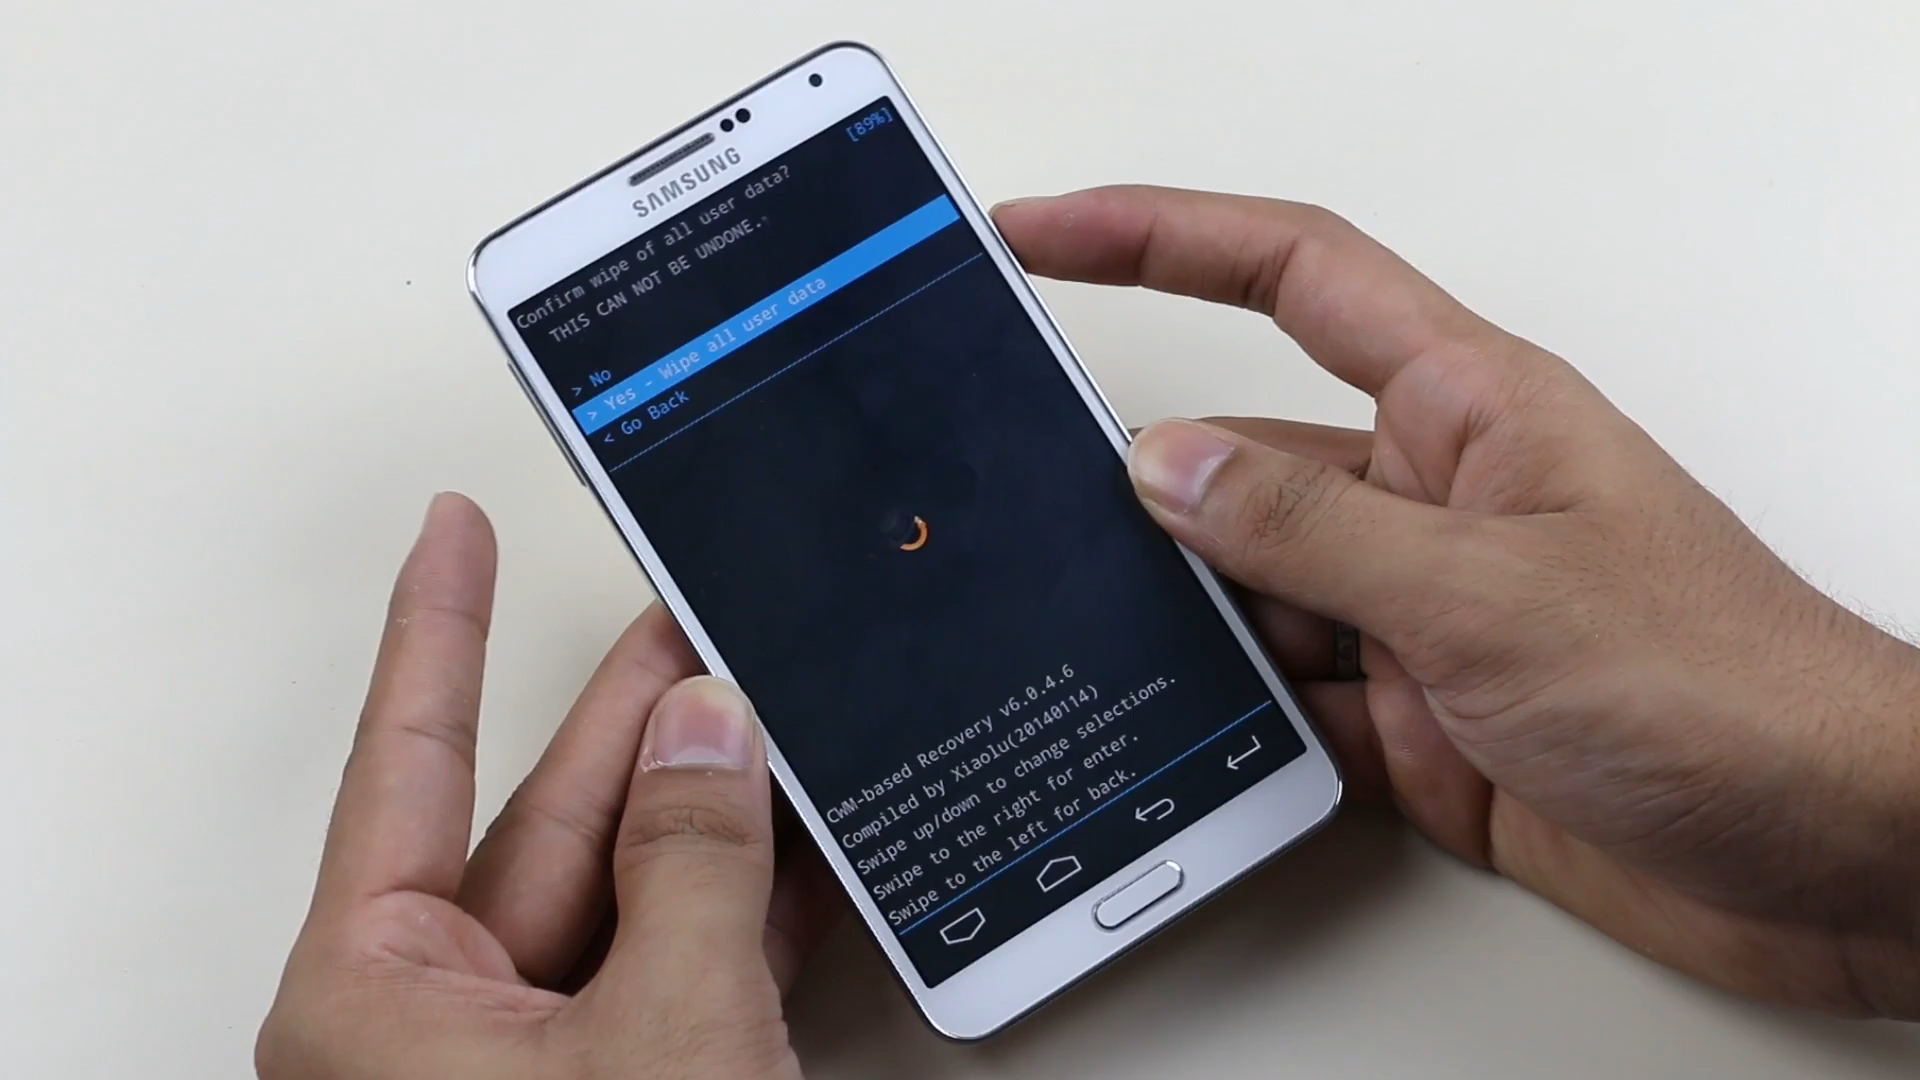 SAMSUNG
[89%]
Confirm wipe of all user data?
THIS CAN NOT BE UNDONE.
> No
> Yes - Wipe all user data
< Go Back
CWM-based Recovery v6.0.4.6
Compiled by Xiaolu(20140114)
Swipe up/down to change selections.
Swipe to the right for enter.
Swipe to the left for back.